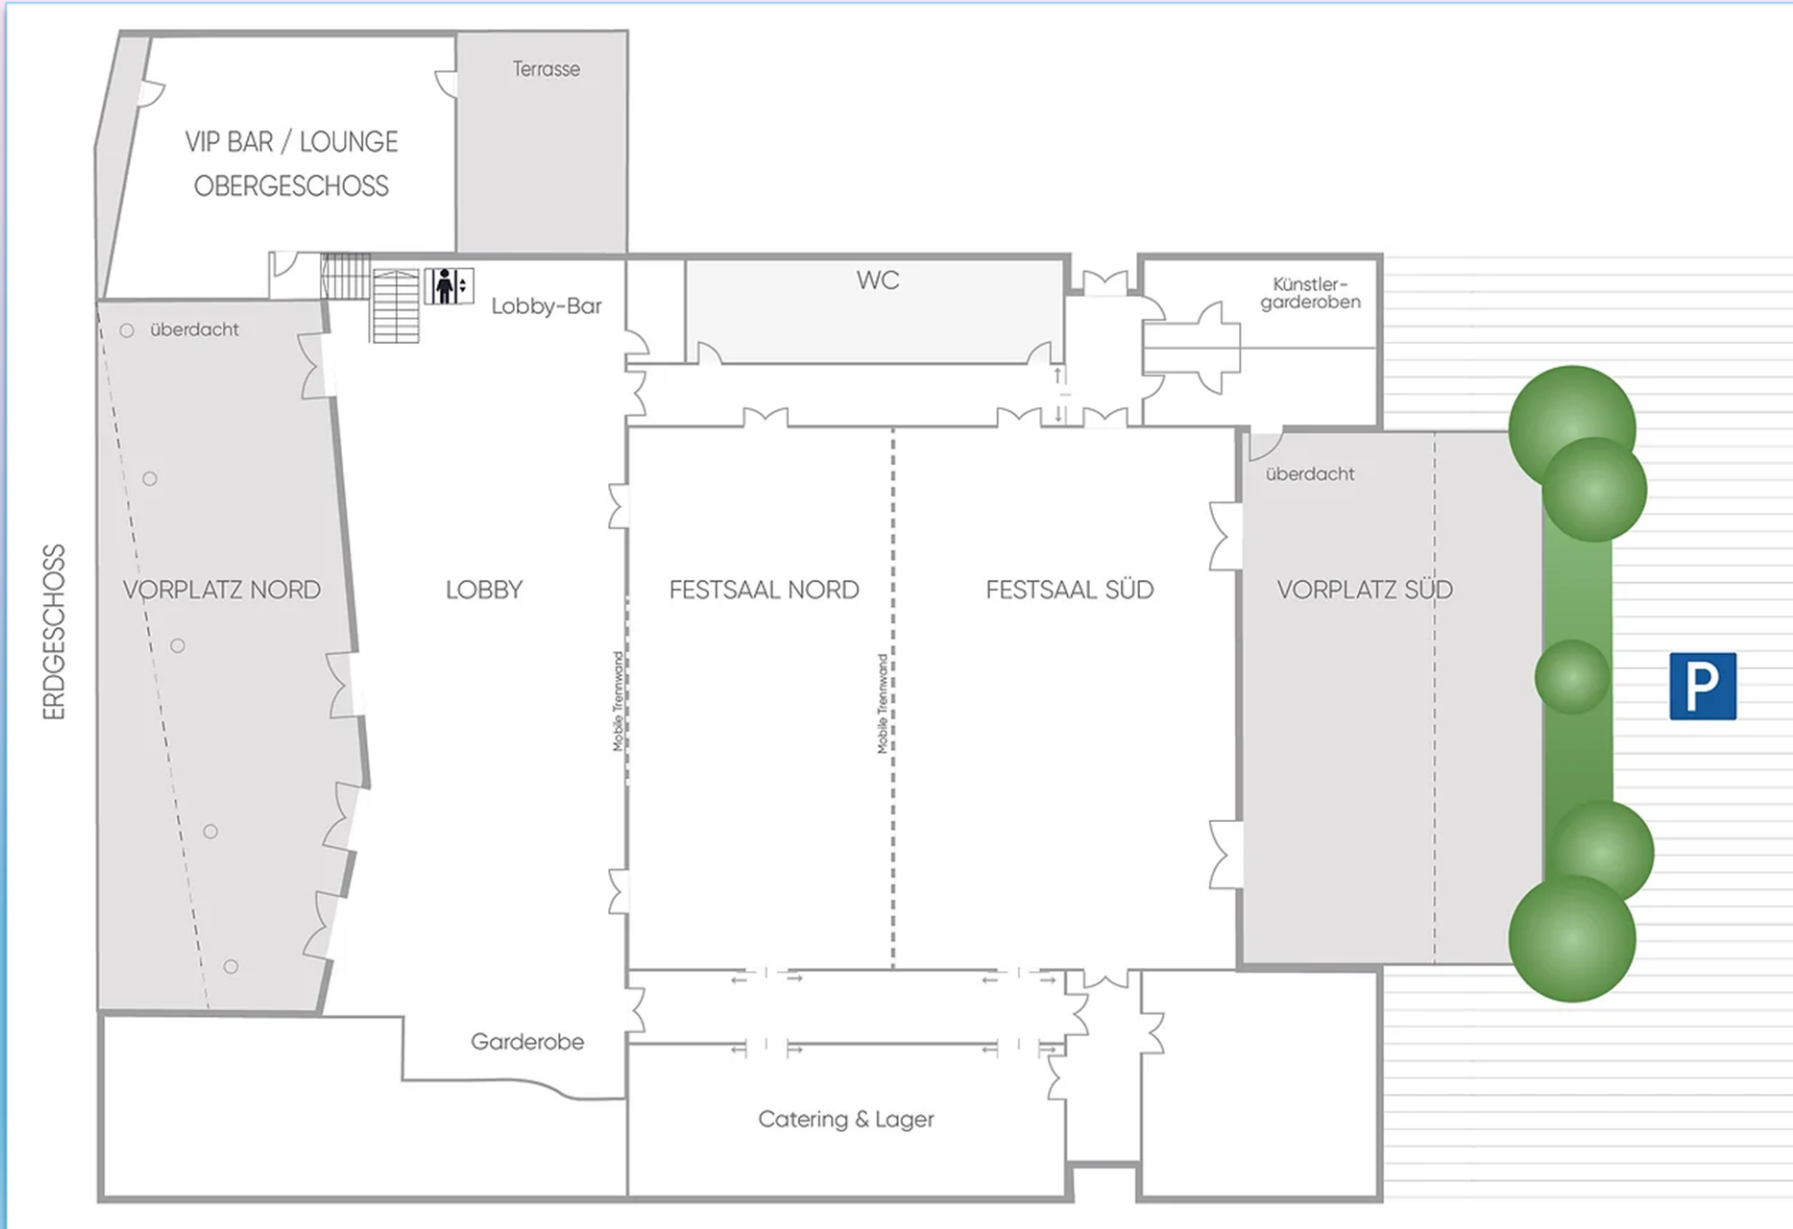 Terrasse
VIP BAR / LOUNGE
OBERGESCHOSS
WC
Künstler-
garderoben
Lobby-Bar
überdacht
überdacht
ERDGESCHOSS
VORPLATZ NORD
LOBBY
FESTSAAL NORD
FESTSAAL SÜD
VORPLATZ SÜD
Mobile Trennwand
Mobile Trennwand
P
Garderobe
Catering & Lager